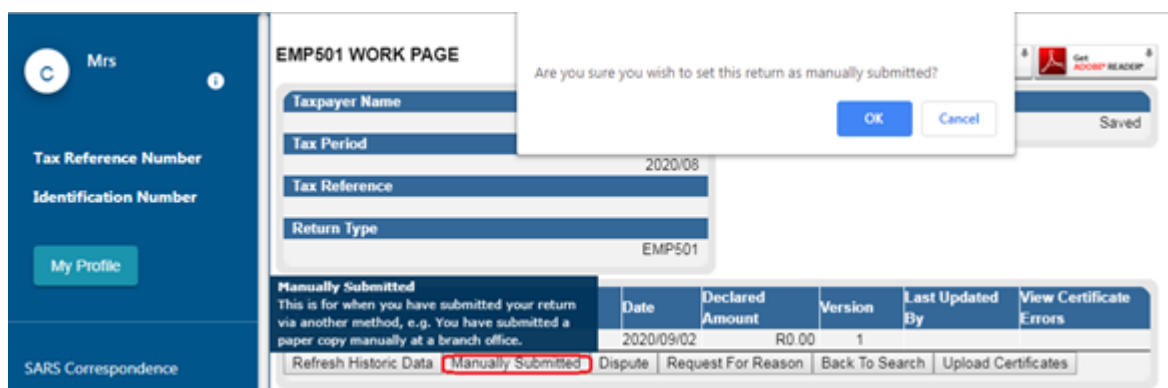 C
Mrs
i
Tax Reference Number
Identification Number
My Profile
SARS Correspondence
EMP501 WORK PAGE
Get
ADOBE® READER®
Are you sure you wish to set this return as manually submitted?
OK
Cancel
Taxpayer Name
Saved
Tax Period
2020/08
Tax Reference
Return Type
EMP501
Manually Submitted
This is for when you have submitted your return
via another method, e.g. You have submitted a
paper copy manually at a branch office.
Date
Declared
Amount
Version
Last Updated
By
View Certificate
Errors
2020/09/02
R0.00
1
Refresh Historic Data
Manually Submitted
Dispute
Request For Reason
Back To Search
Upload Certificates